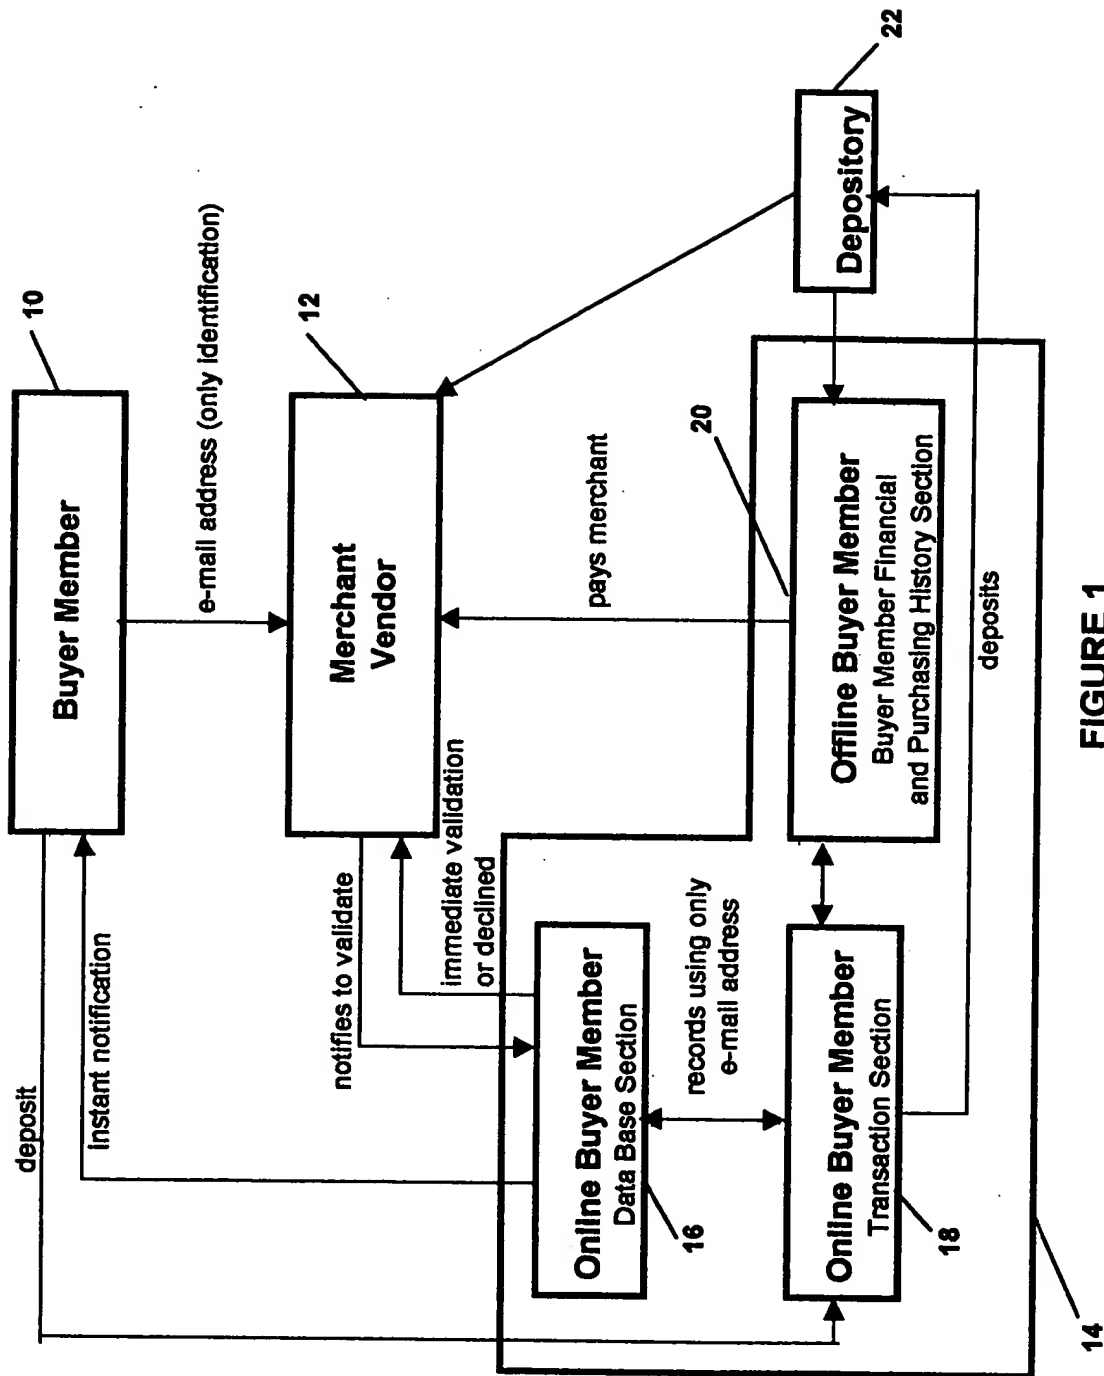 Buyer Member
10
deposit
instant notification
e-mail address (only identification)
Merchant
Vendor
12
notifies to validate
immediate validation
or declined
pays merchant
Online Buyer Member
Data Base Section
16
records using only
e-mail address
Online Buyer Member
Transaction Section
18
Offline Buyer Member
Buyer Member Financial
and Purchasing History Section
20
Depository
22
deposits
14
FIGURE 1